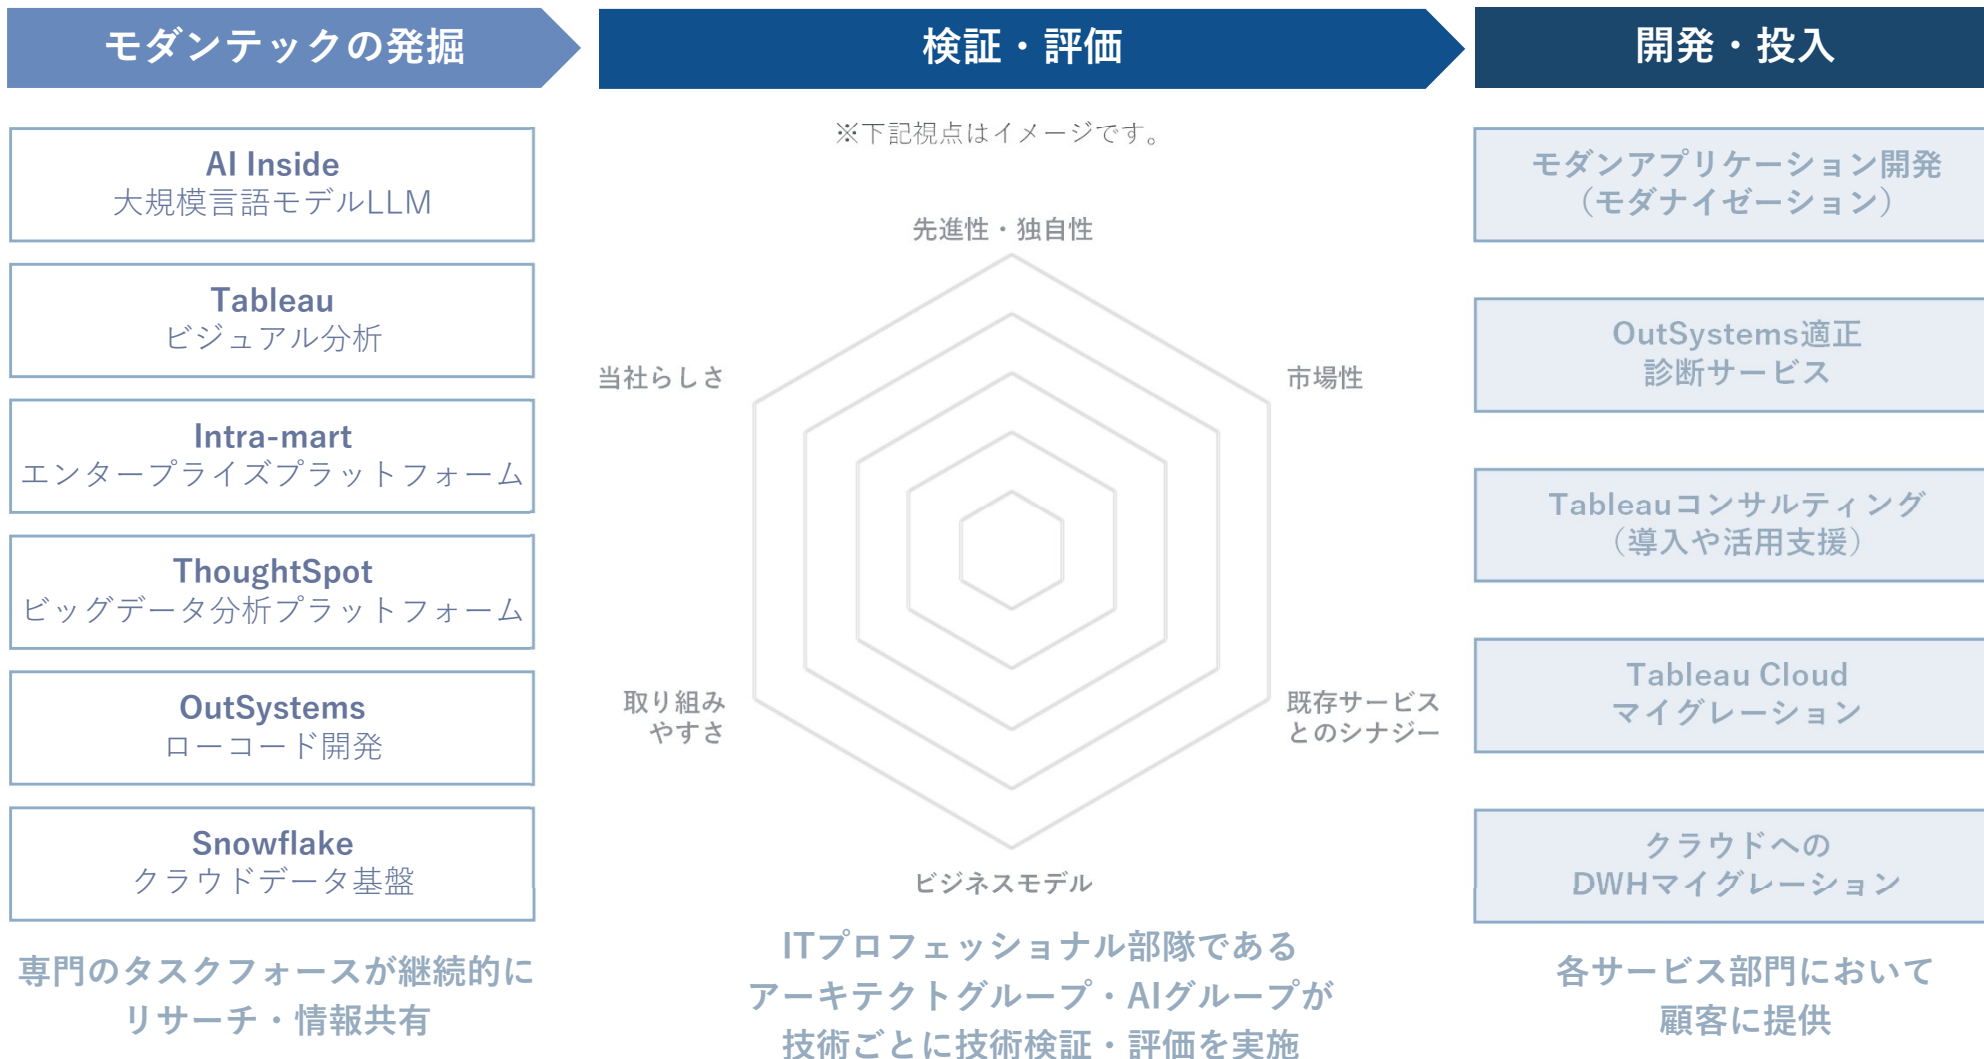 モダンテックの発掘
検証・評価
開発・投入
AI Inside
大規模言語モデルLLM
Tableau
ビジュアル分析
Intra-mart
エンタープライズプラットフォーム
ThoughtSpot
ビッグデータ分析プラットフォーム
OutSystems
ローコード開発
Snowflake
クラウドデータ基盤
専門のタスクフォースが継続的に
リサーチ・情報共有
※下記視点はイメージです。
先進性・独自性
当社らしさ
市場性
取り組み
やすさ
既存サービス
とのシナジー
ビジネスモデル
ITプロフェッショナル部隊である
アーキテクトグループ・AIグループが
技術ごとに技術検証・評価を実施
モダンアプリケーション開発
（モダナイゼーション）
OutSystems適正
診断サービス
Tableauコンサルティング
（導入や活用支援）
Tableau Cloud
マイグレーション
クラウドへの
DWHマイグレーション
各サービス部門において
顧客に提供